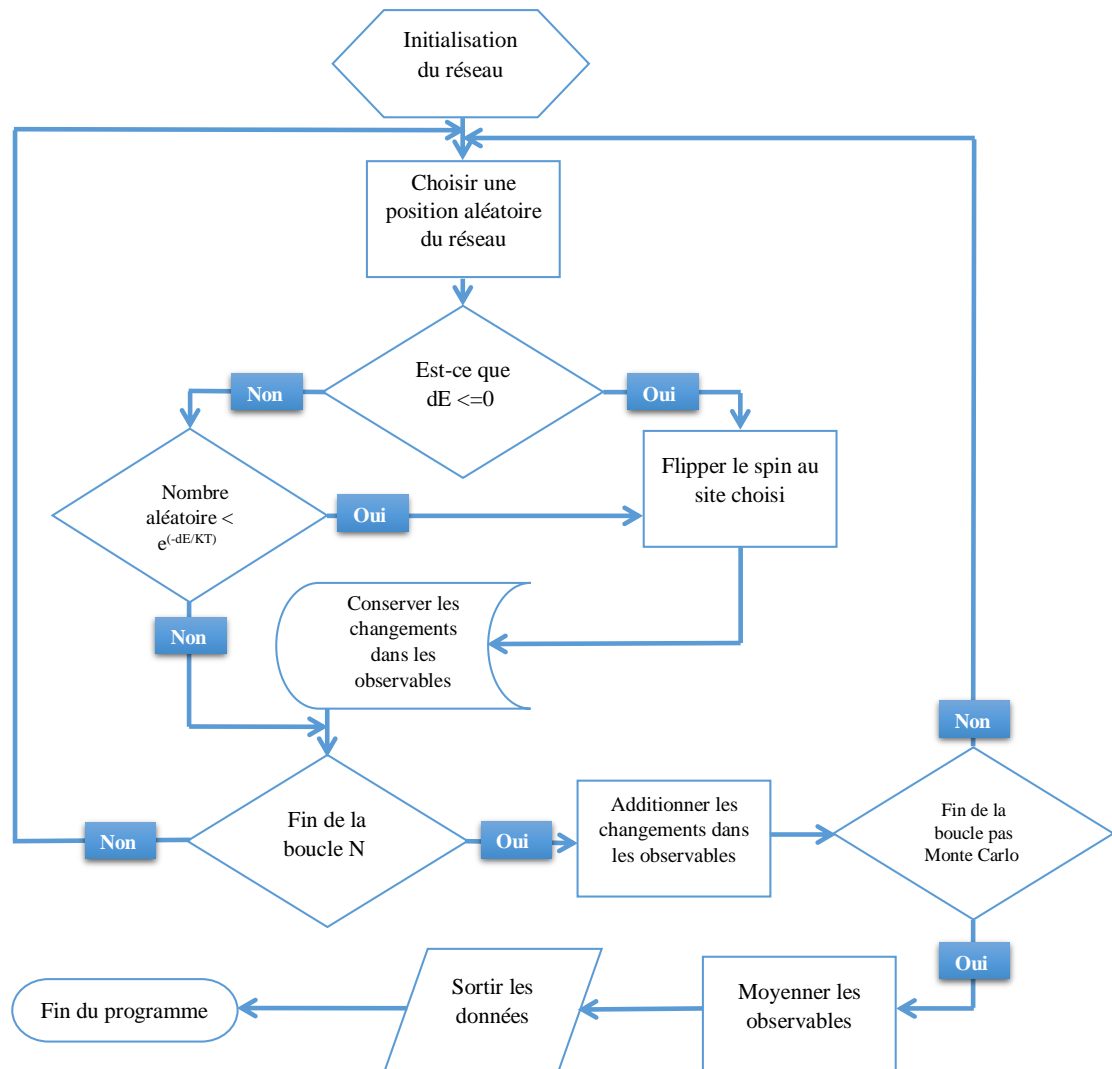 Initialisation
du réseau
Choisir une
position aléatoire
du réseau
Est-ce que
dE <=0
Non
Oui
Flipper le spin au
site choisi
Nombre
aléatoire <
e(-dE/KT)
Oui
Non
Conserver les
changements
dans les
observables
Fin de la
boucle N
Non
Oui
Additionner les
changements dans
les observables
Fin de la
boucle pas
Monte Carlo
Non
Oui
Moyenner les
observables
Sortir les
données
Fin du programme